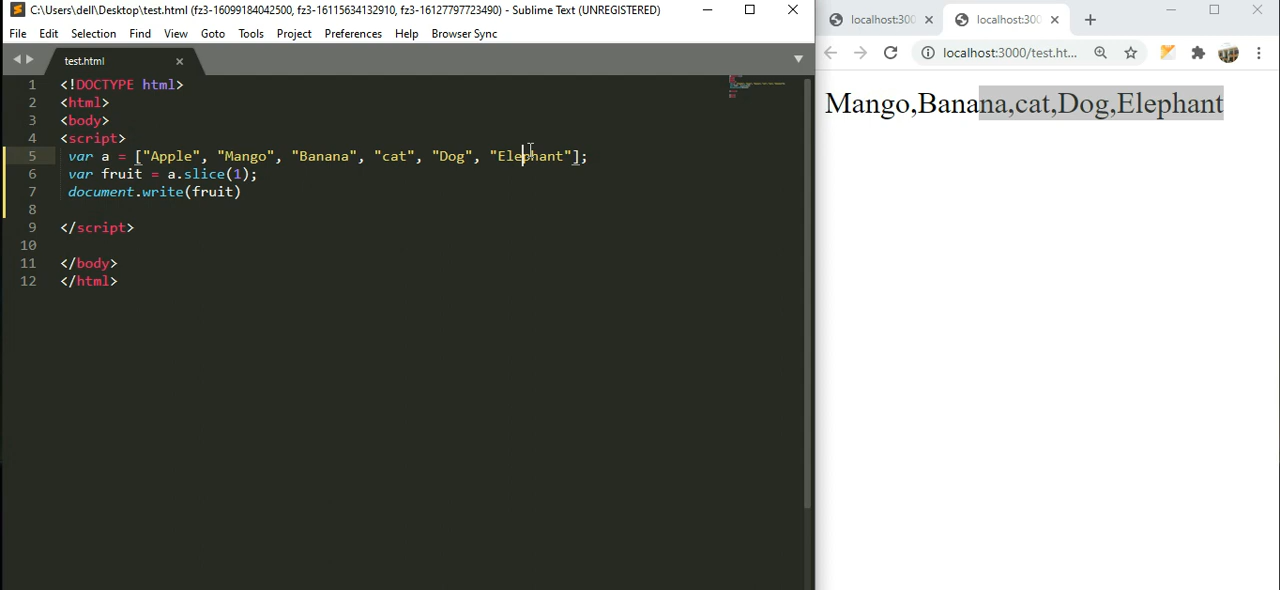 C:\Users\dell\Desktop\test.html (fz3-16099184042500, fz3-16115634132910, fz3-16127797723490) - Sublime Text (UNREGISTERED)
File Edit Selection Find View Goto Tools Project Preferences Help Browser Sync
test.html
1 <!DOCTYPE html>
2 <html>
3 <body>
4 <script>
5 var a = ["Apple", "Mango", "Banana", "cat", "Dog", "Elephant"];
6 var fruit = a.slice(1);
7 document.write(fruit)
8
9 </script>
10
11 </body>
12 </html>
localhost:300 localhost:300
localhost:3000/test.ht...
Mango,Banana,cat,Dog,Elephant